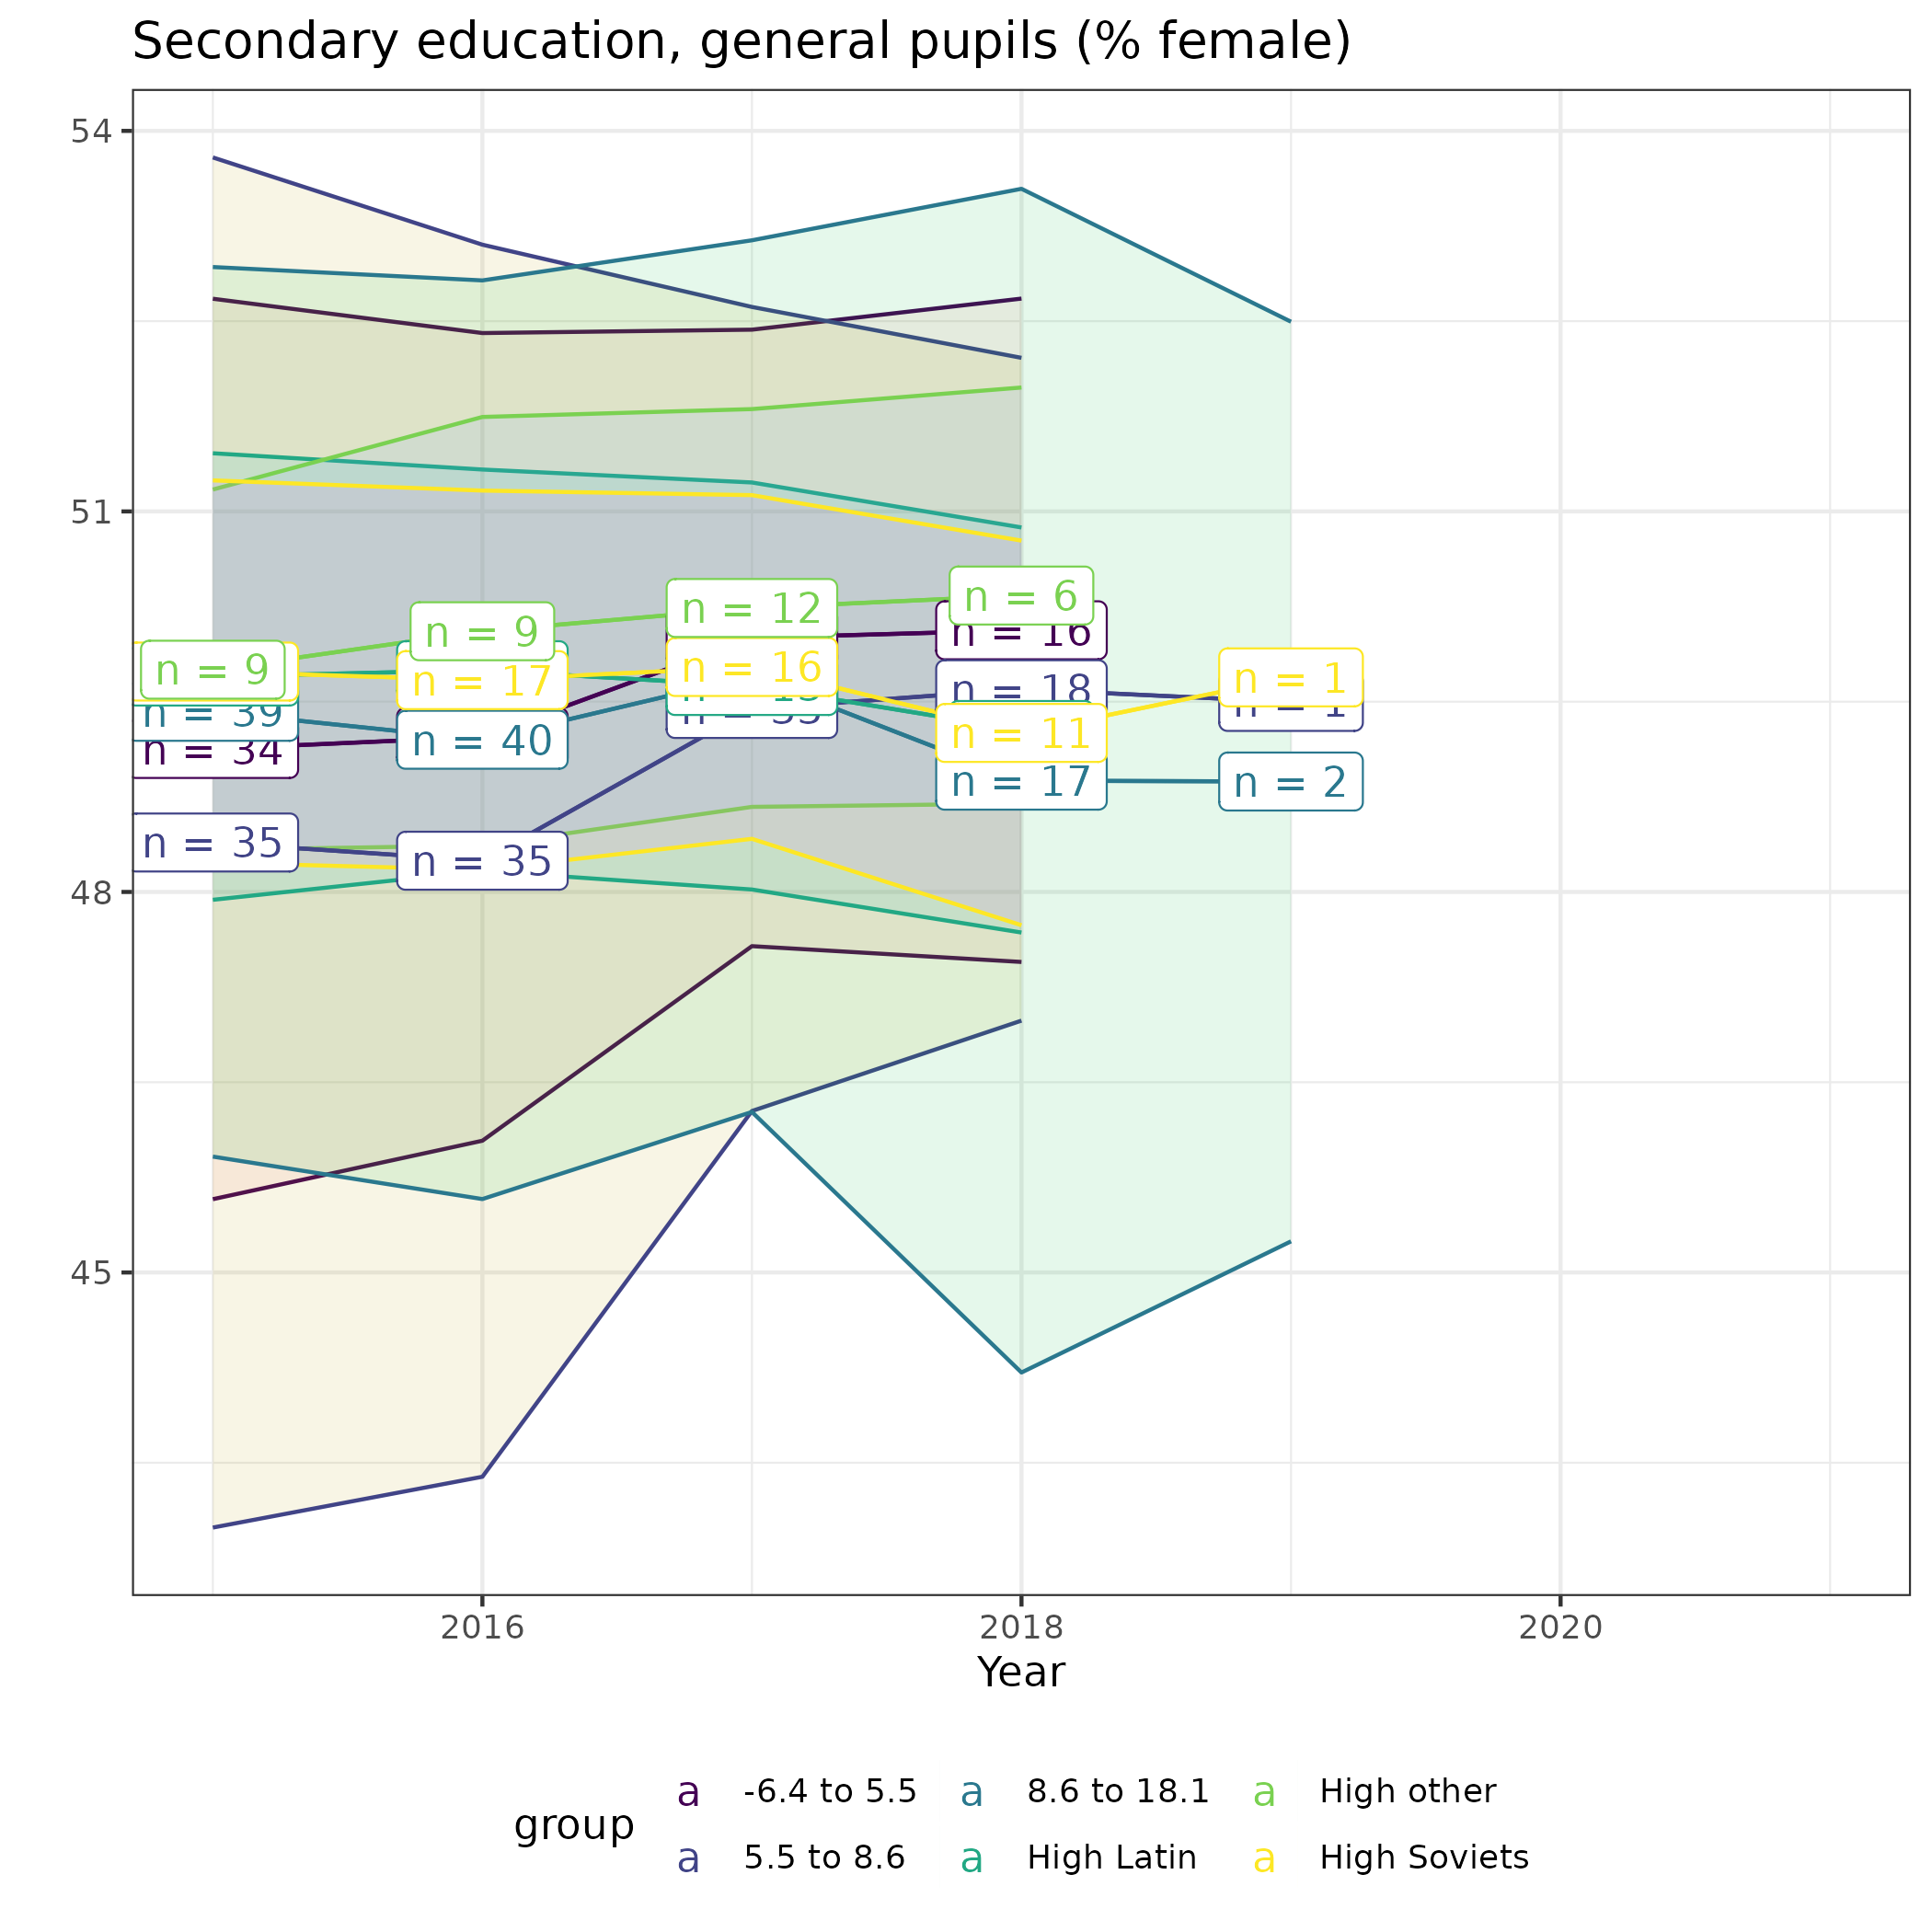 Secondary education, general pupils (% female)
54
51
48
45
n = 9
n = 39
n = 34
n = 35
n = 9
n = 17
n = 40
n = 35
n = 12
n = 16
n = 6
n = 16
n = 18
n = 11
n = 17
n = 1
n = 1
n = 2
2016 2018 2020
Year
group
a -6.4 to 5.5 a 8.6 to 18.1 a High other
a 5.5 to 8.6 a High Latin a High Soviets